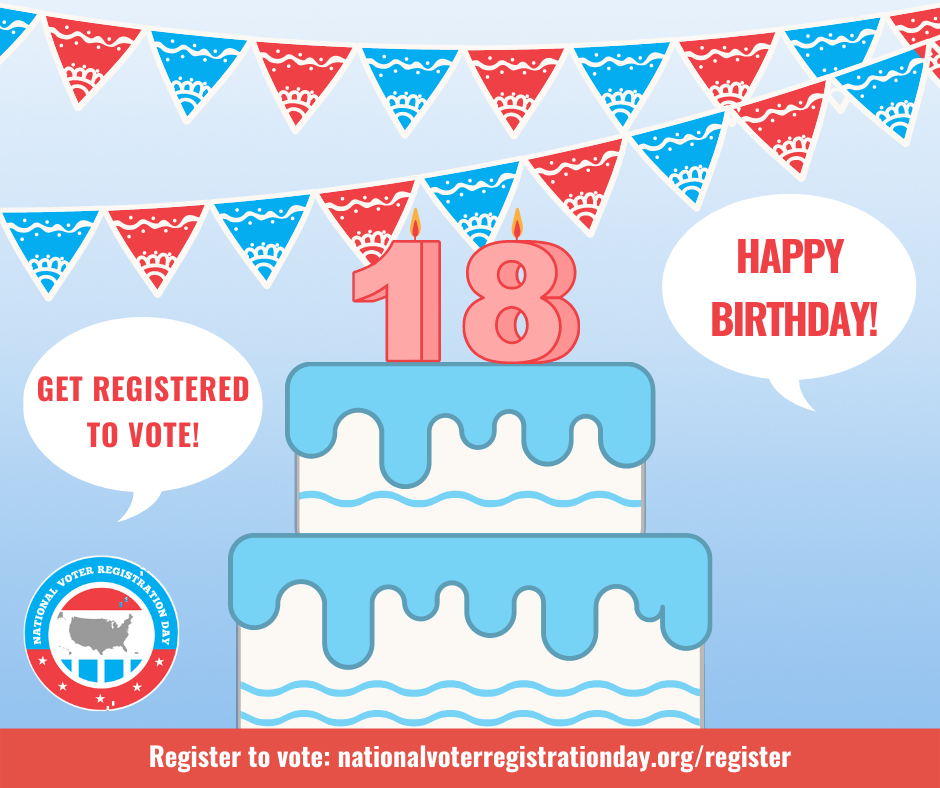 18
HAPPY
BIRTHDAY!
GET REGISTERED
TO VOTE!
NATIONAL VOTER REGISTRATION DAY
Register to vote: nationalvoterregistrationday.org/register